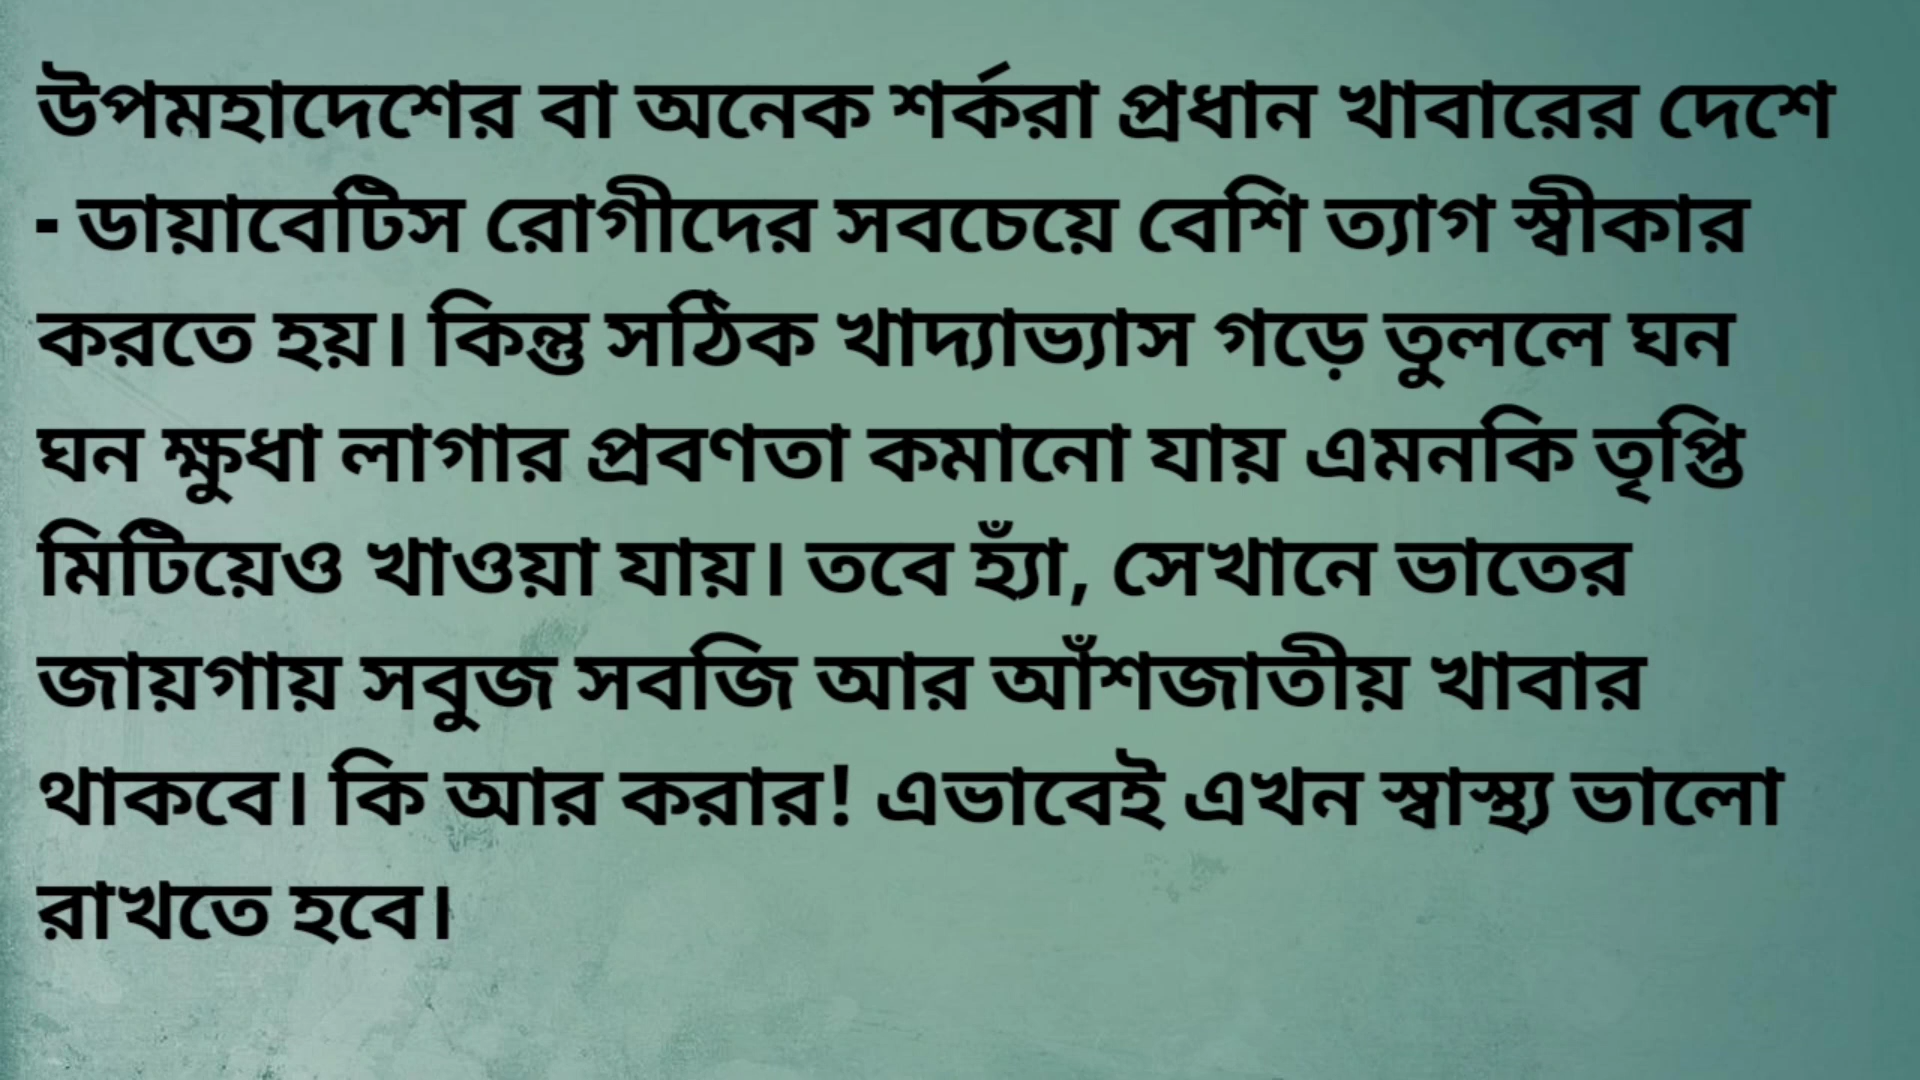 উপমহাদেশের বা অনেক শর্করা প্রধান খাবারের দেশে
- ডায়াবেটিস রোগীদের সবচেয়ে বেশি ত্যাগ স্বীকার
করতে হয়। কিন্তু সঠিক খাদ্যাভ্যাস গড়ে তুললে ঘন
ঘন ক্ষুধা লাগার প্রবণতা কমানো যায় এমনকি তৃপ্তি
মিটিয়েও খাওয়া যায়। তবে হ্যাঁ, সেখানে ভাতের
জায়গায় সবুজ সবজি আর আঁশজাতীয় খাবার
থাকবে। কি আর করার! এভাবেই এখন স্বাস্থ্য ভালো
রাখতে হবে।